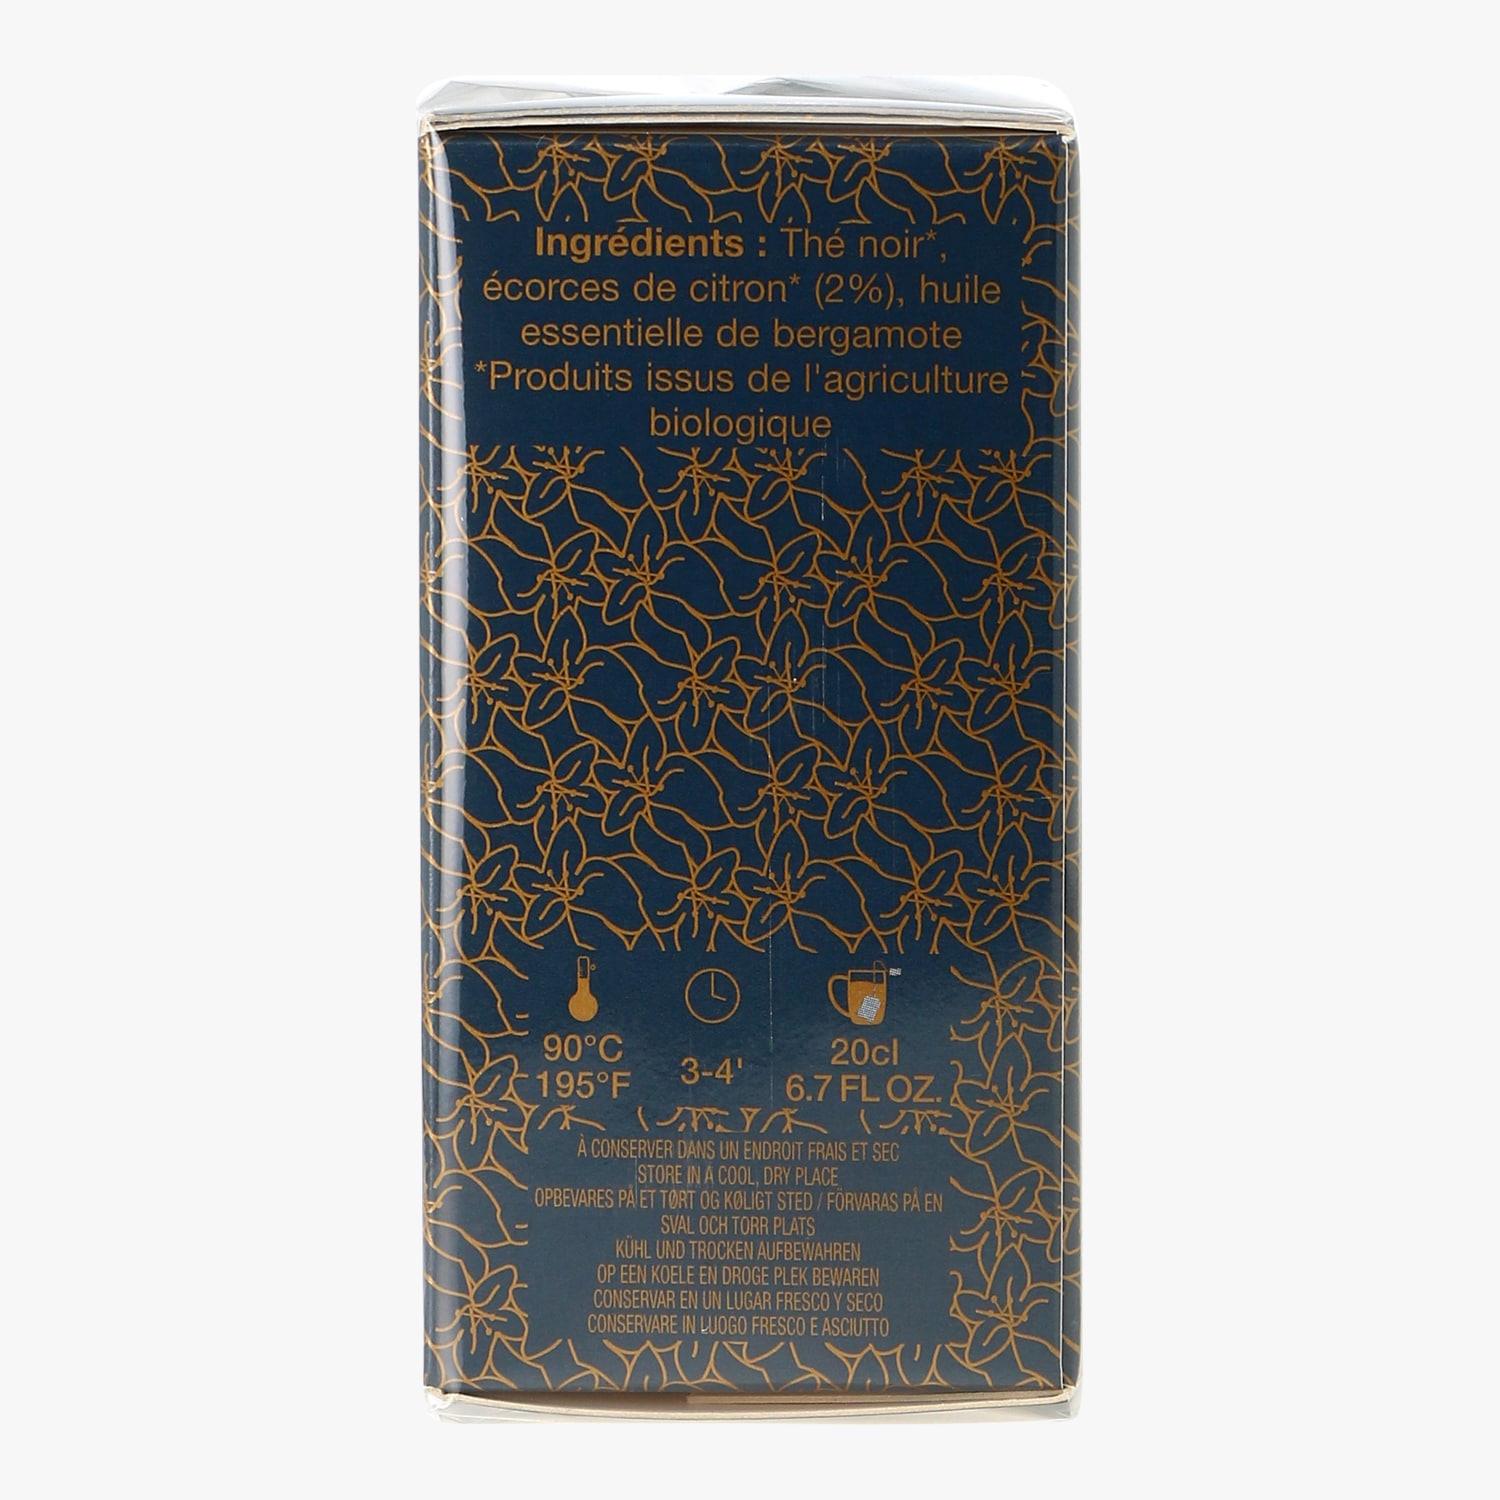 Ingrédients : Thé noir*,
écorces de citron* (2%), huile
essentielle de bergamote
*Produits issus de l'agriculture
biologique
90°C
195°F
3-4'
20cl
6.7 FL OZ.
À CONSERVER DANS UN ENDROIT FRAIS ET SEC
STORE IN A COOL, DRY PLACE
OPBEVARES PÅ ET TØRT OG KØLIGT STED / FÖRVARAS PÅ EN
SVAL OCH TORR PLATS
KÜHL UND TROCKEN AUFBEWAHREN
OP EEN KOELE EN DROGE PLEK BEWAREN
CONSERVAR EN UN LUGAR FRESCO Y SECO
CONSERVARE IN LUOGO FRESCO E ASCIUTTO